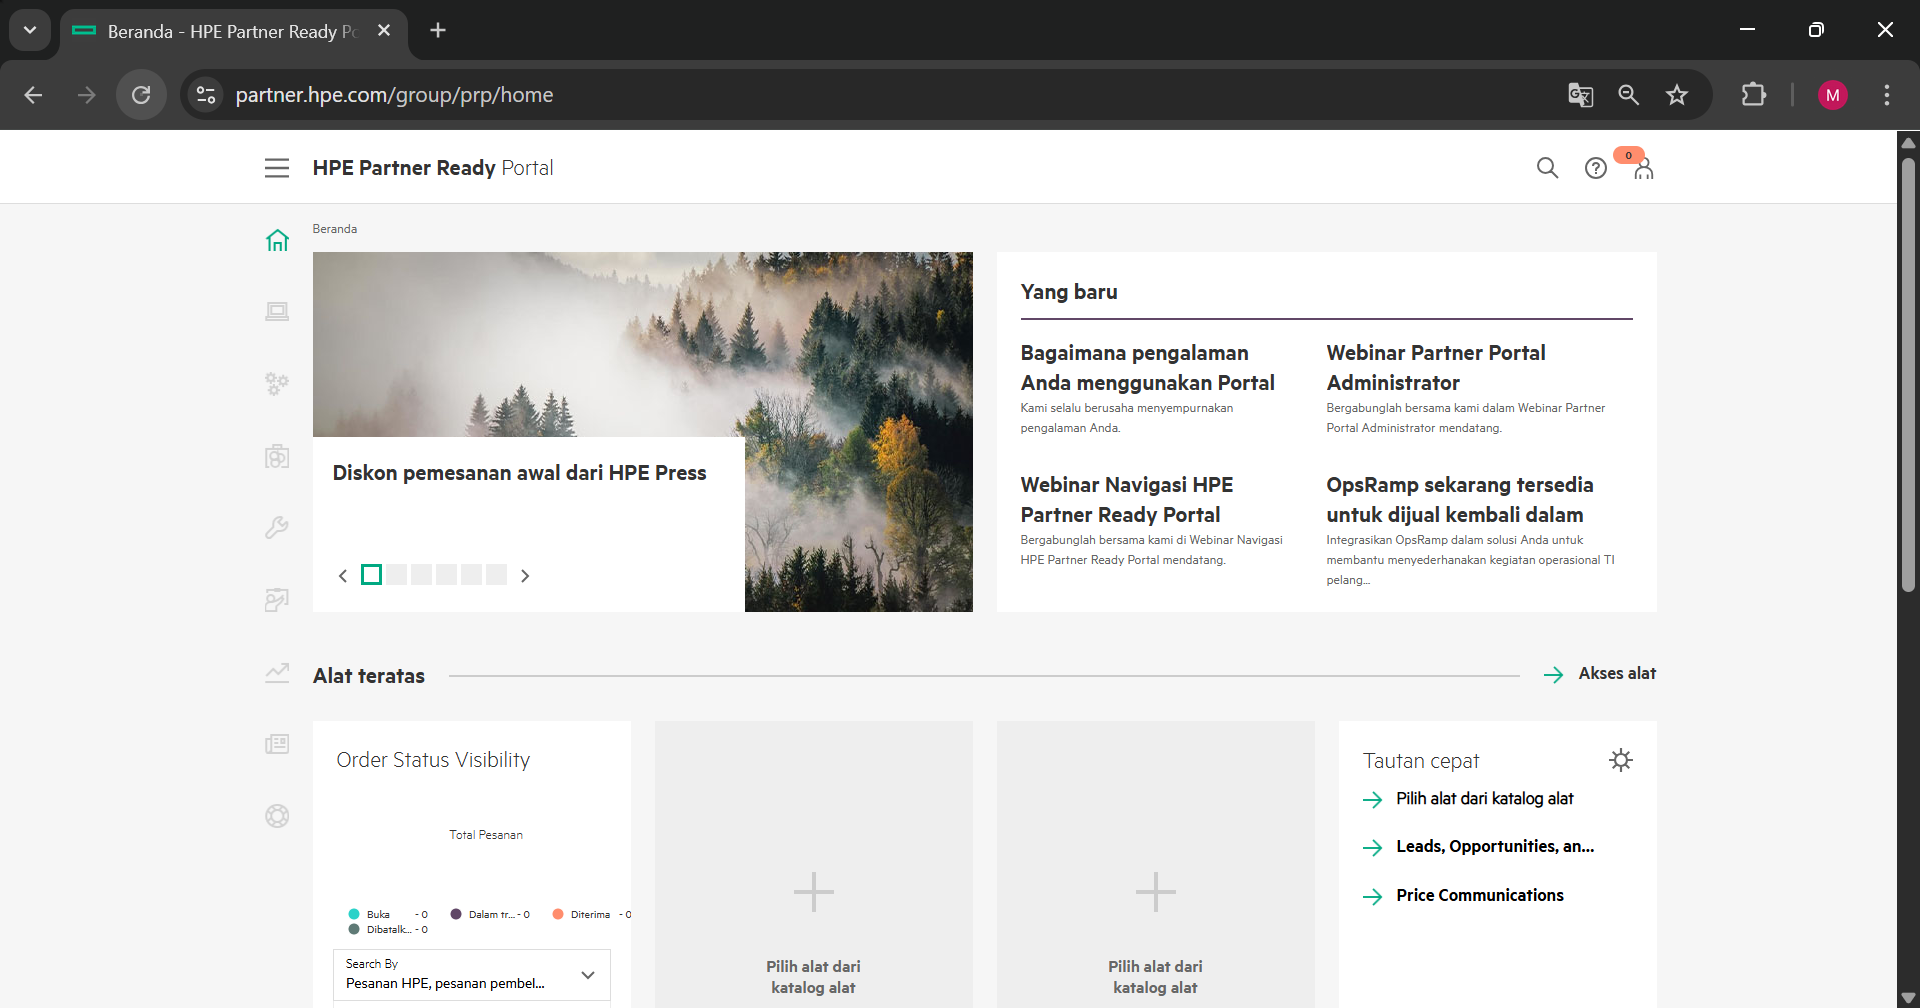 Beranda - HPE Partner Ready Po
partner.hpe.com/group/prp/home
M
HPE Partner Ready Portal
0
Beranda
Diskon pemesanan awal dari HPE Press
Yang baru
Bagaimana pengalaman
Anda menggunakan Portal
Kami selalu berusaha menyempurnakan
pengalaman Anda.
Webinar Partner Portal
Administrator
Bergabunglah bersama kami dalam Webinar Partner
Portal Administrator mendatang.
Webinar Navigasi HPE
Partner Ready Portal
Bergabunglah bersama kami di Webinar Navigasi
HPE Partner Ready Portal mendatang.
OpsRamp sekarang tersedia
untuk dijual kembali dalam
Integrasikan OpsRamp dalam solusi Anda untuk
membantu menyederhanakan kegiatan operasional TI
pelang...
Alat teratas
Akses alat
Order Status Visibility
Total Pesanan
Buka - 0
Dalam tr... - 0
Diterima - 0
Dibatalk... - 0
Search By
Pesanan HPE, pesanan pembel...
Pilih alat dari
katalog alat
Pilih alat dari
katalog alat
Tautan cepat
Pilih alat dari katalog alat
Leads, Opportunities, an...
Price Communications